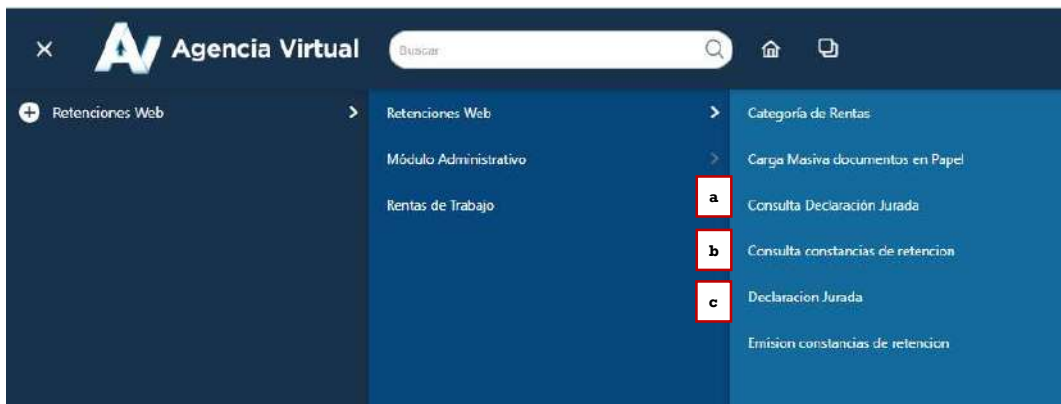 × Agencia Virtual Buscar
Retenciones Web > Retenciones Web > Categoría de Rentas
Módulo Administrativo > Carga Masiva documentos en Papel
Rentas de Trabajo a Consulta Declaración Jurada
b Consulta constancias de retencion
c Declaracion Jurada
Emision constancias de retencion